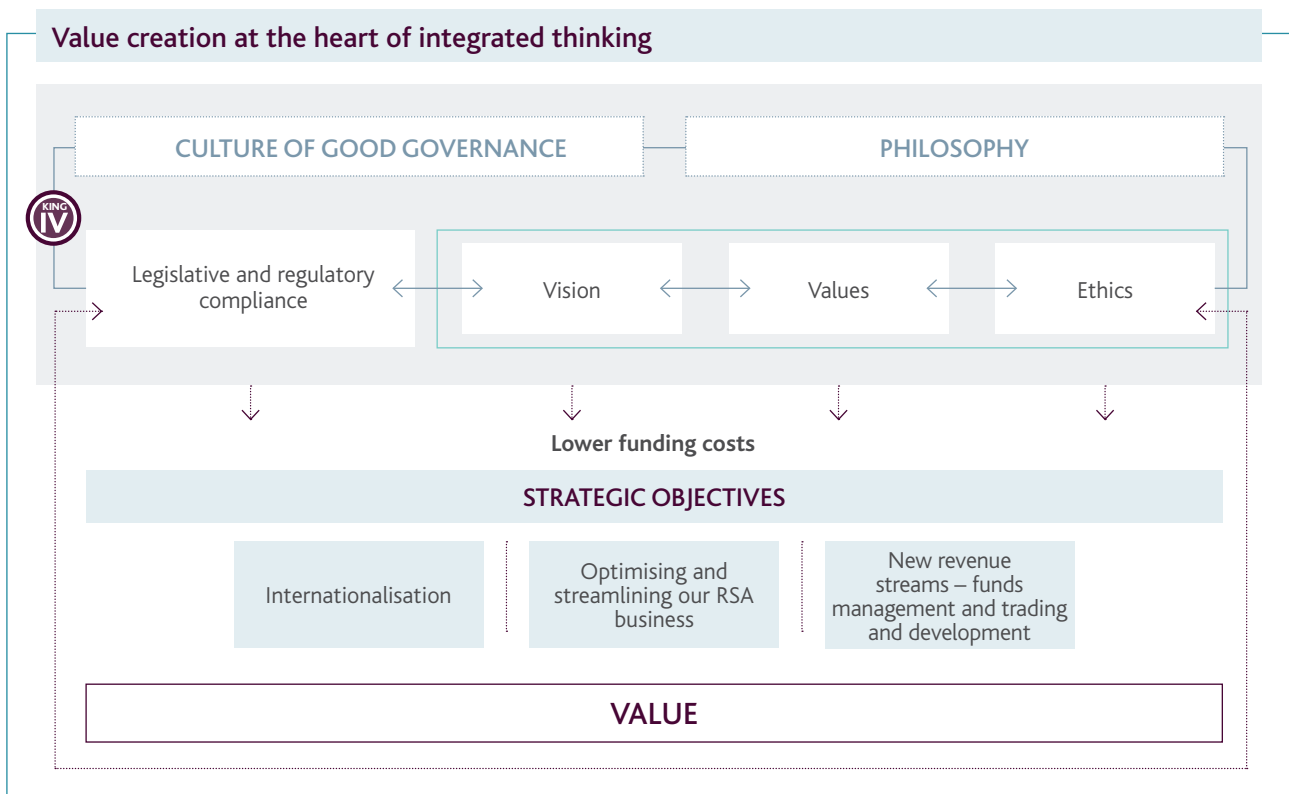 Value creation at the heart of integrated thinking
CULTURE OF GOOD GOVERNANCE
PHILOSOPHY
KING
IV
Legislative and regulatory
compliance
Vision
Values
Ethics
Lower funding costs
STRATEGIC OBJECTIVES
Internationalisation
Optimising and
streamlining our RSA
business
New revenue
streams – funds
management and trading
and development
VALUE